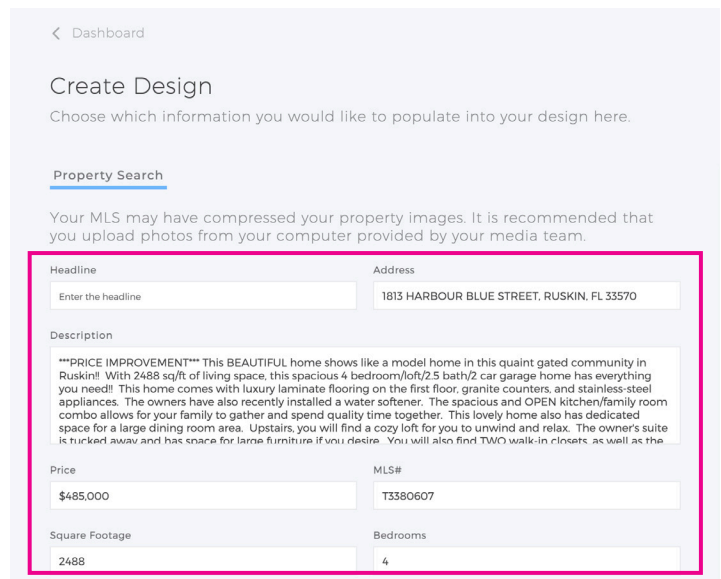 Dashboard
Create Design
Choose which information you would like to populate into your design here.
Property Search
Your MLS may have compressed your property images. It is recommended that
you upload photos from your computer provided by your media team.
Headline
Address
Enter the headline
1813 HARBOUR BLUE STREET, RUSKIN, FL 33570
Description
***PRICE IMPROVEMENT*** This BEAUTIFUL home shows like a model home in this quaint gated community in
Ruskin!! With 2488 sq/ft of living space, this spacious 4 bedroom/loft/2.5 bath/2 car garage home has everything
you need!! This home comes with luxury laminate flooring on the first floor, granite counters, and stainless-steel
appliances. The owners have also recently installed a water softener. The spacious and OPEN kitchen/family room
combo allows for your family to gather and spend quality time together. This lovely home also has dedicated
space for a large dining room area. Upstairs, you will find a cozy loft for you to unwind and relax. The owner's suite
is tucked away and has space for large furniture if you desire. You will also find TWO walk-in closets, as well as the
Price
MLS#
$485,000
T3380607
Square Footage
Bedrooms
2488
4